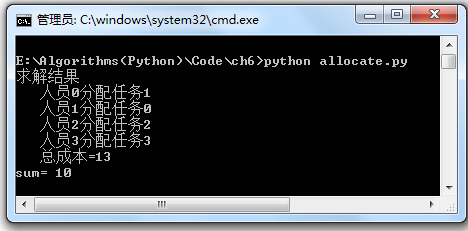 管理员: C:\windows\system32\cmd.exe
E:\Algorithms(Python)\Code\ch6>python allocate.py
求解结果
人员0分配任务1
人员1分配任务0
人员2分配任务2
人员3分配任务3
总成本=13
sum= 10